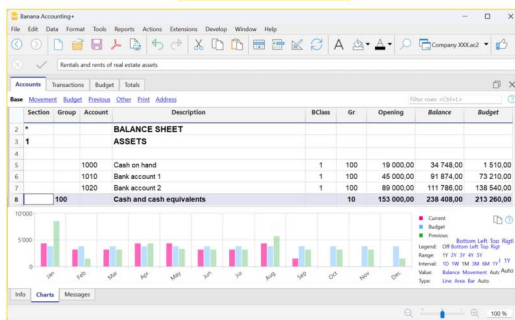 Banana Accounting+
File Edit Data Format Tools Reports Actions Extensions Develop Window Help
Company XXX.ac2
Rentals and rents of real estate assets
Accounts Transactions Budget Totals
Base Movement Budget Previous Other Print Address Filter rows <Ctrl+L>
Section Group Account Description BClass Gr Opening Balance Budget
2 * BALANCE SHEET
3 1 ASSETS
4
5 1000 Cash on hand 1 100 19 000,00 34 748,00 1 510,00
6 1010 Bank account 1 1 100 45 000,00 91 874,00 73 210,00
7 1020 Bank account 2 1 100 89 000,00 111 786,00 138 540,00
8 100 Cash and cash equivalents 10 153 000,00 238 408,00 213 260,00
10'000
5'000
0
Jan Feb Mar Apr May Jun Jul Aug Sep Oct Nov Dec
Current
Budget
Previous
Bottom Left Top Right
Legend: Off Bottom Left Top Rigt
Range: 1Y 2Y 3Y 4Y 5Y
Interval: 1D 1W 1M 3M 6M 1Y 1Y
Value: Balance Movement Auto Auto
Type: Line Area Bar Auto
Info Charts Messages
100 %